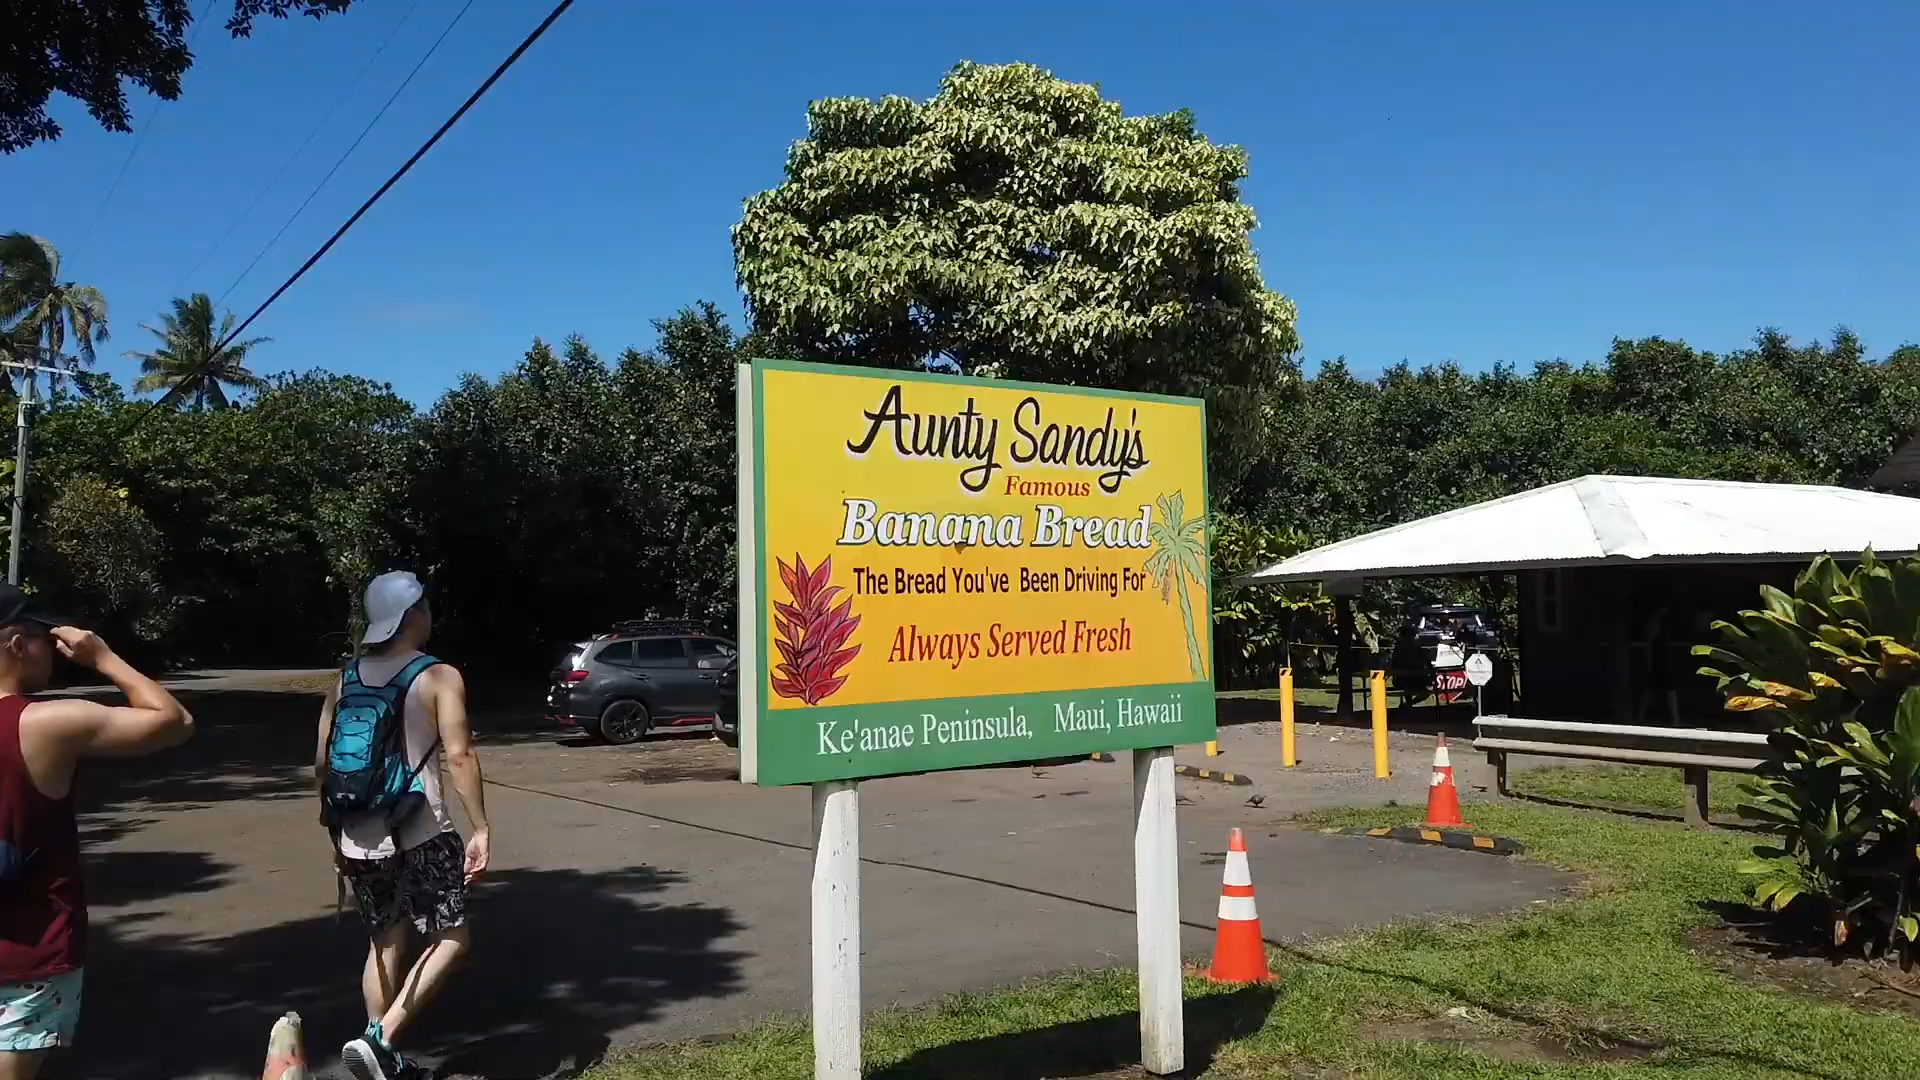 Aunty Sandy's
Famous
Banana Bread
The Bread You've Been Driving For
Always Served Fresh
Ke'anae Peninsula, Maui, Hawaii
STOP